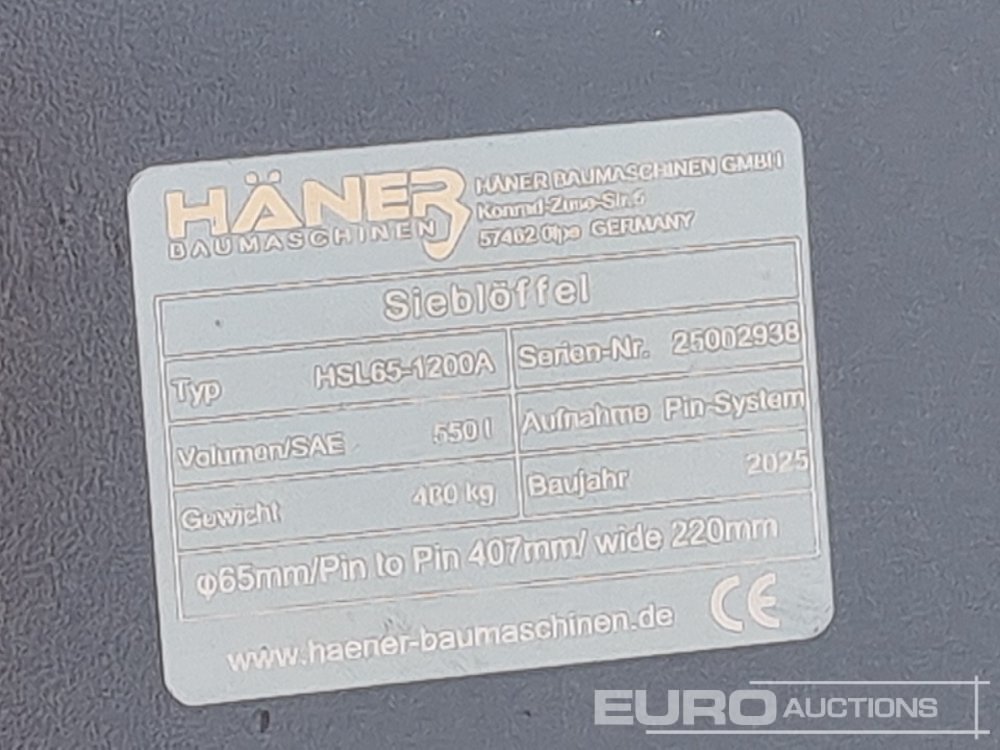 HÄNER
BAUMASCHINEN
HÄNER BAUMASCHINEN GMBH
Konrad-Zuse-Str.6
57462 Olpe GERMANY
Sieblöffel
Typ HSL65-1200A
Serien-Nr. 25002938
Volumen/SAE 550 l
Aufnahme Pin-System
Gewicht kg
Baujahr 2025
φ65mm/Pin to Pin 407mm/ wide 220mm
www.haener-baumaschinen.de
CE
EURO AUCTIONS